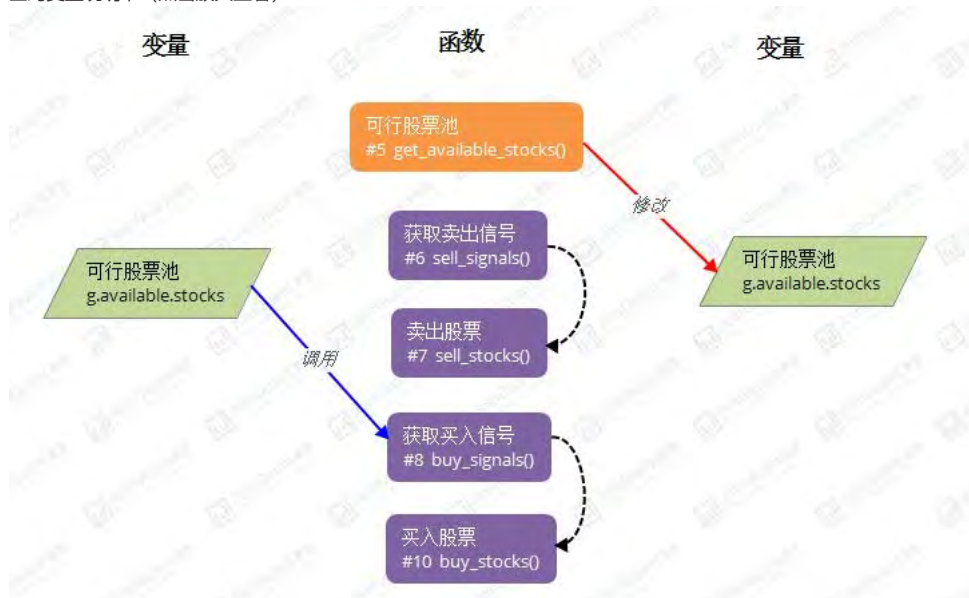 变量
函数
变量
可行股票池
#5 get_available_stocks()
修改
获取卖出信号
#6 sell_signals()
可行股票池
g.available.stocks
可行股票池
g.available.stocks
卖出股票
#7 sell_stocks()
调用
获取买入信号
#8 buy_signals()
买入股票
#10 buy_stocks()